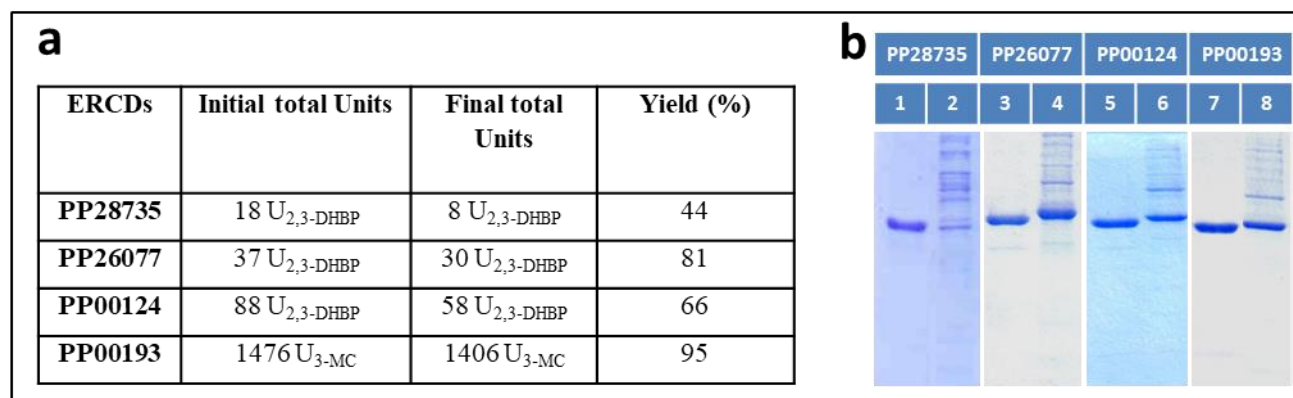 a
ERCDs Initial total Units Final total Units Yield (%)
PP28735 18 U2,3-DHBP 8 U2,3-DHBP 44
PP26077 37 U2,3-DHBP 30 U2,3-DHBP 81
PP00124 88 U2,3-DHBP 58 U2,3-DHBP 66
PP00193 1476 U3-MC 1406 U3-MC 95
b
PP28735 PP26077 PP00124 PP00193
1 2 3 4 5 6 7 8